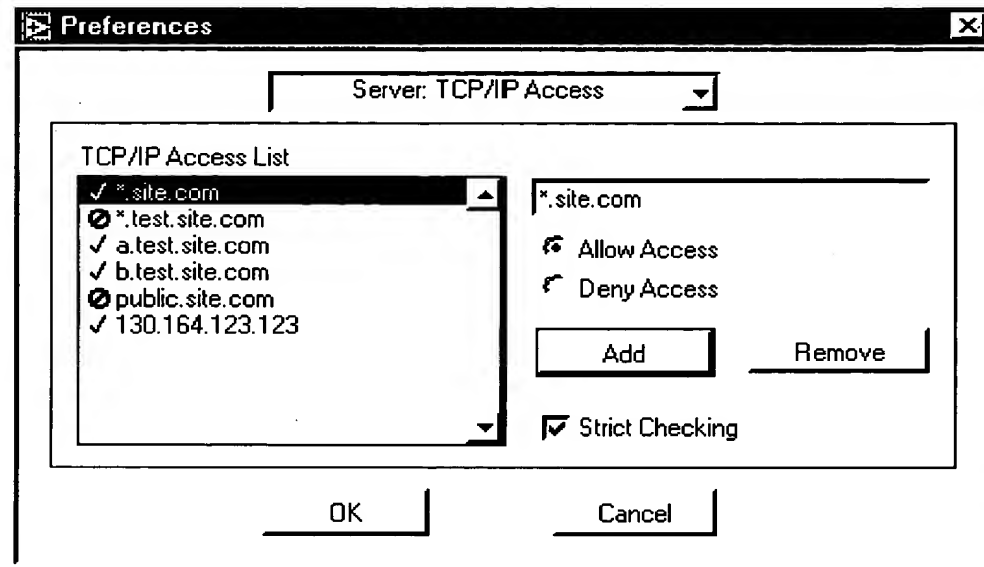 Preferences
Server: TCP/IP Access
TCP/IP Access List
*.site.com
*.test.site.com
a.test.site.com
b.test.site.com
public.site.com
130.164.123.123
*.site.com
Allow Access
Deny Access
Add
Remove
Strict Checking
OK
Cancel